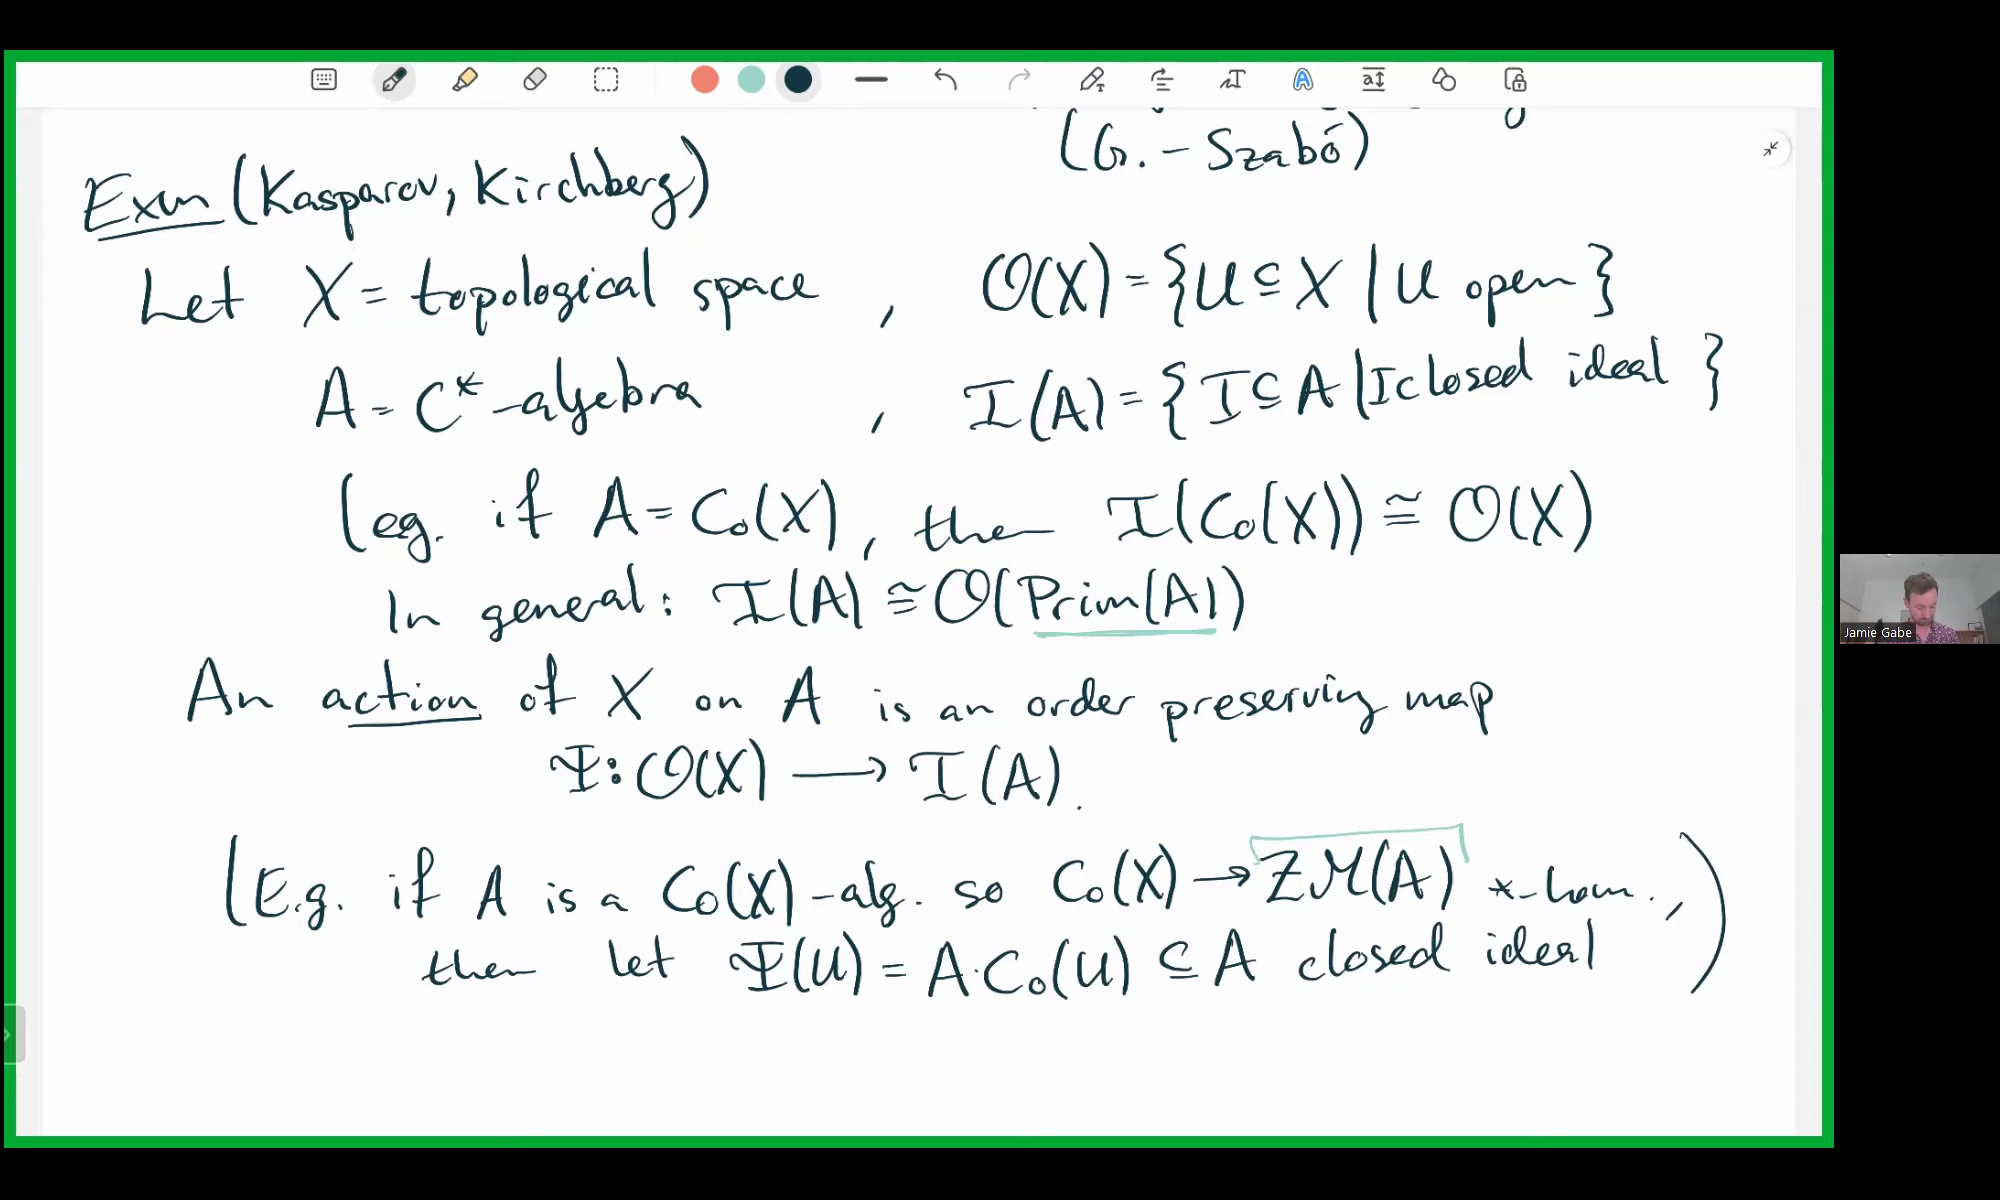 (G. - Szabó)
Exm (Kasparov, Kirchberg)
Let X = topological space , O(X) = {U ⊆ X | U open}
A = C*-algebra , I(A) = {I ⊆ A | I closed ideal }
(eg. if A = C₀(X), then I(C₀(X)) ≅ O(X)
In general: I(A) ≅ O(Prim(A))
An action of X on A is an order preserving map
Ψ: O(X) → I(A).
(E.g. if A is a C₀(X)-alg. so C₀(X) → ZM(A) *-hom.,
then let Ψ(U) = A·C₀(U) ⊆ A closed ideal)
Jamie Gabe